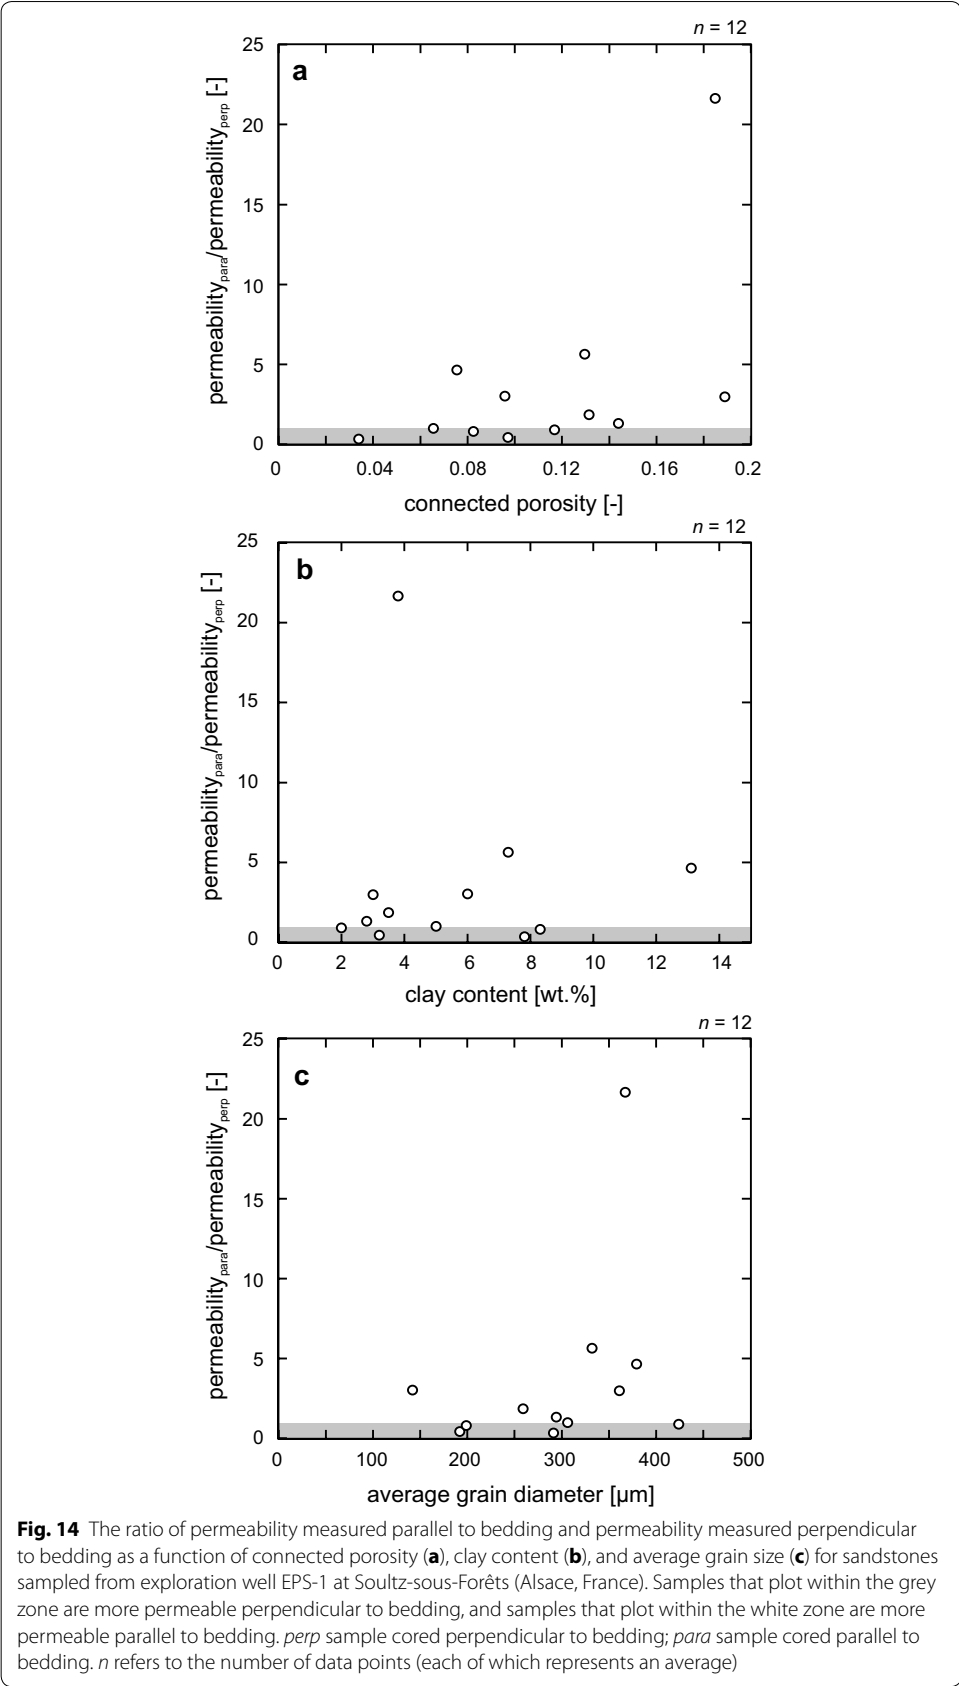 n = 12
a
25
20
15
10
5
0
permeabilitypara/permeabilityperp [-]
0 0.04 0.08 0.12 0.16 0.2
connected porosity [-]
n = 12
b
25
20
15
10
5
0
permeabilitypara/permeabilityperp [-]
0 2 4 6 8 10 12 14
clay content [wt.%]
n = 12
c
25
20
15
10
5
0
permeabilitypara/permeabilityperp [-]
0 100 200 300 400 500
average grain diameter [µm]
Fig. 14 The ratio of permeability measured parallel to bedding and permeability measured perpendicular
to bedding as a function of connected porosity (a), clay content (b), and average grain size (c) for sandstones
sampled from exploration well EPS-1 at Soultz-sous-Forêts (Alsace, France). Samples that plot within the grey
zone are more permeable perpendicular to bedding, and samples that plot within the white zone are more
permeable parallel to bedding. perp sample cored perpendicular to bedding; para sample cored parallel to
bedding. n refers to the number of data points (each of which represents an average)